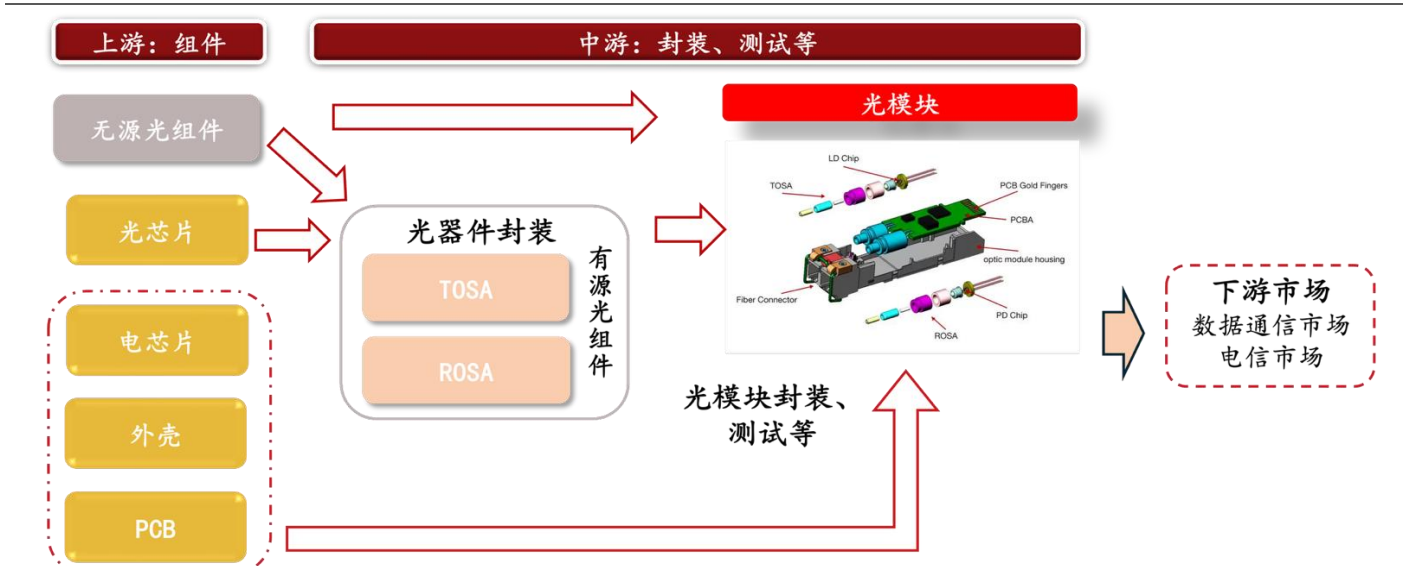 上游：组件
中游：封装、测试等
无源光组件
光芯片
电芯片
外壳
PCB
光器件封装
TOSA
ROSA
有源光组件
光模块
LD Chip
TOSA
PCB Gold Fingers
PCBA
optic module housing
Fiber Connector
PD Chip
ROSA
光模块封装、
测试等
下游市场
数据通信市场
电信市场